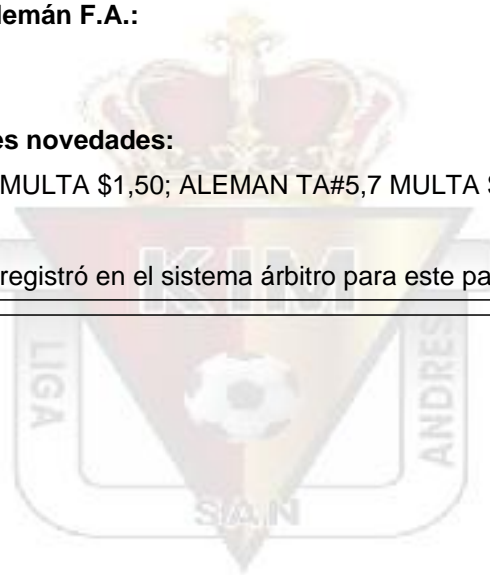 lemán F.A.:
es novedades:
MULTA $1,50; ALEMAN TA#5,7 MULTA $
registró en el sistema árbitro para este pa
KIM
LIGA
ANDRES
SAN